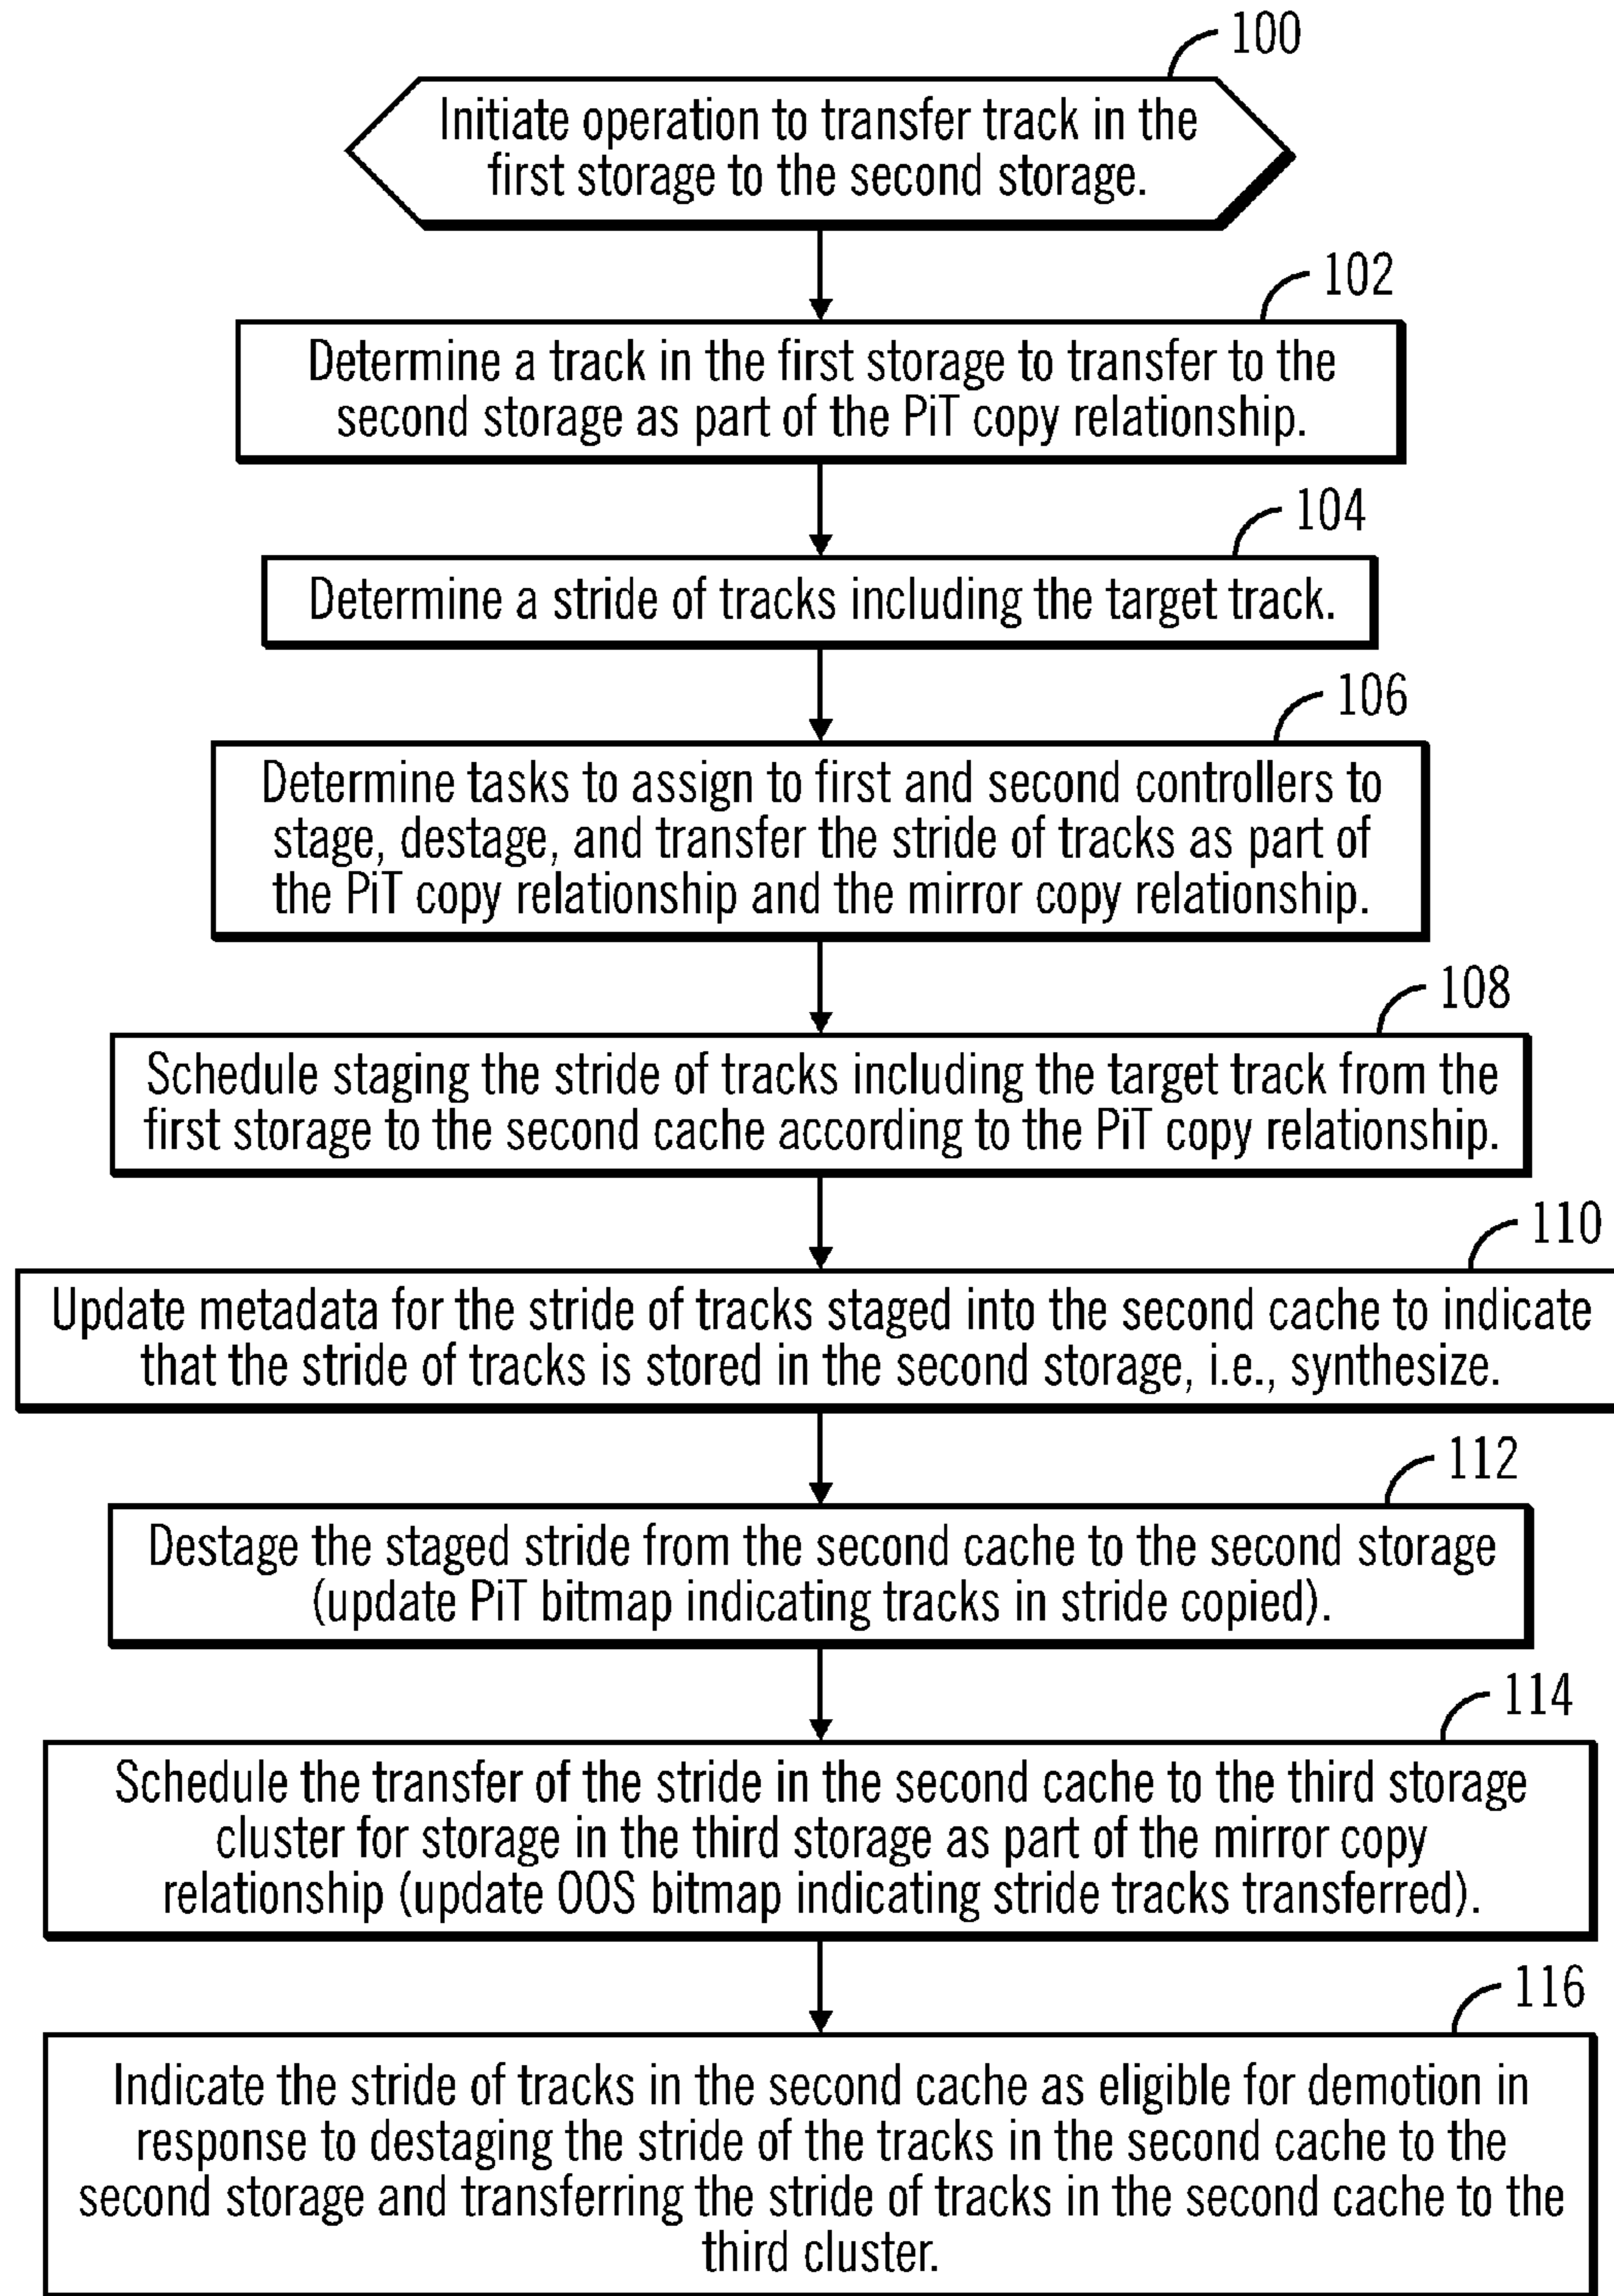 100
Initiate operation to transfer track in the
first storage to the second storage.
102
Determine a track in the first storage to transfer to the
second storage as part of the PiT copy relationship.
104
Determine a stride of tracks including the target track.
106
Determine tasks to assign to first and second controllers to
stage, destage, and transfer the stride of tracks as part of
the PiT copy relationship and the mirror copy relationship.
108
Schedule staging the stride of tracks including the target track from the
first storage to the second cache according to the PiT copy relationship.
110
Update metadata for the stride of tracks staged into the second cache to indicate
that the stride of tracks is stored in the second storage, i.e., synthesize.
112
Destage the staged stride from the second cache to the second storage
(update PiT bitmap indicating tracks in stride copied).
114
Schedule the transfer of the stride in the second cache to the third storage
cluster for storage in the third storage as part of the mirror copy
relationship (update OOS bitmap indicating stride tracks transferred).
116
Indicate the stride of tracks in the second cache as eligible for demotion in
response to destaging the stride of the tracks in the second cache to the
second storage and transferring the stride of tracks in the second cache to the
third cluster.